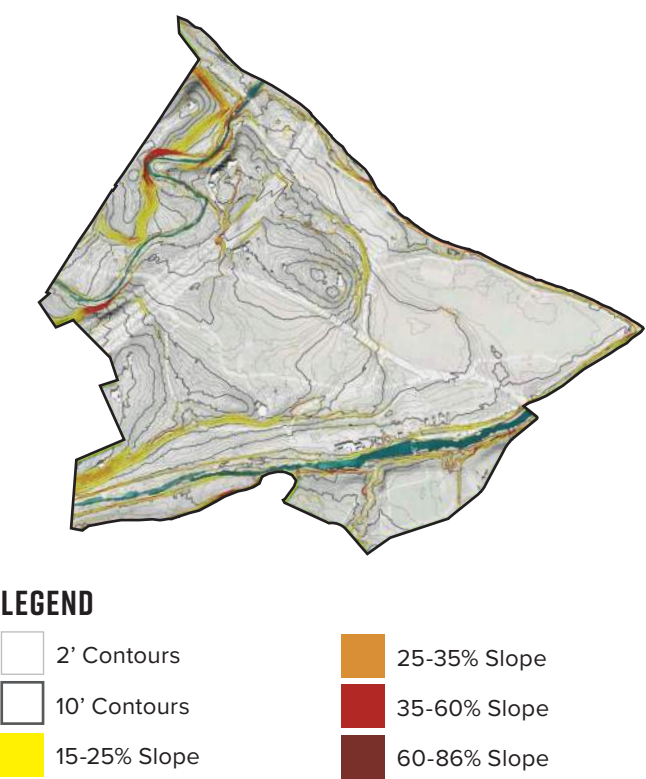 LEGEND
2’ Contours
10’ Contours
15-25% Slope
25-35% Slope
35-60% Slope
60-86% Slope